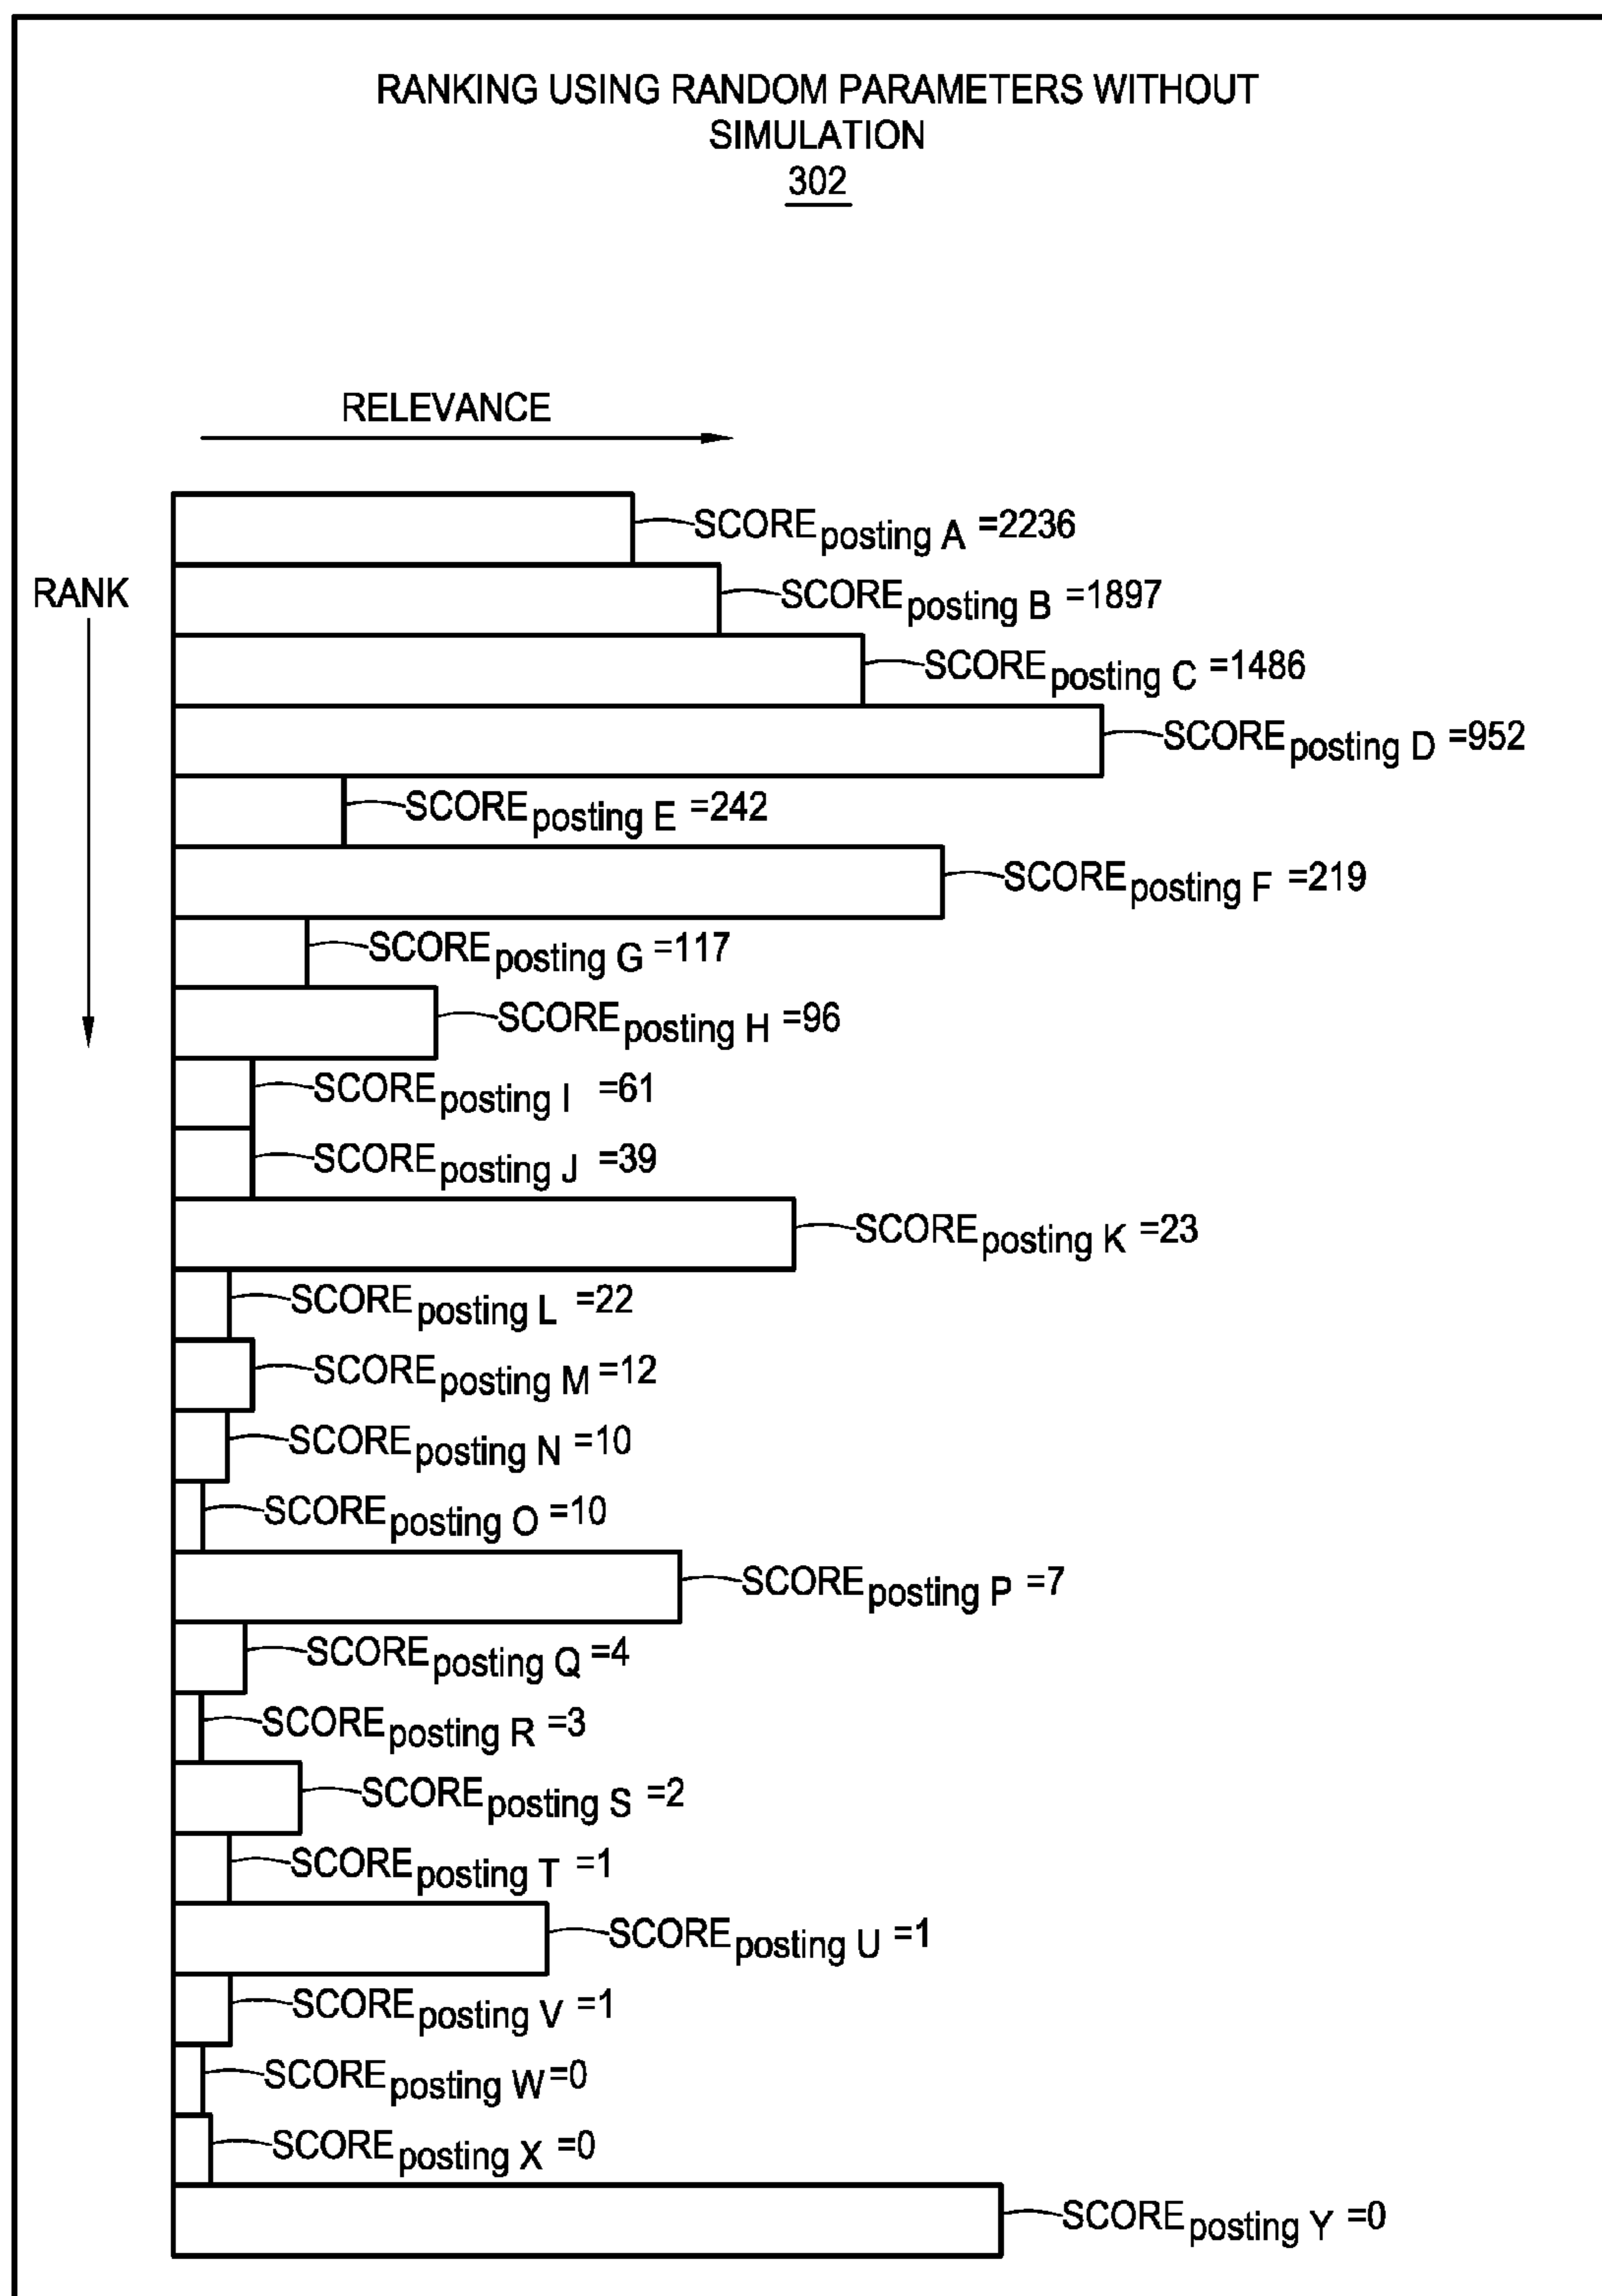 RANKING USING RANDOM PARAMETERS WITHOUT
SIMULATION
302
RELEVANCE
SCOREposting A =2236
RANK
SCOREposting B =1897
SCOREposting C =1486
SCOREposting D =952
SCOREposting E =242
SCOREposting F =219
SCOREposting G =117
SCOREposting H =96
SCOREposting I =61
SCOREposting J =39
SCOREposting K =23
SCOREposting L =22
SCOREposting M =12
SCOREposting N =10
SCOREposting O =10
SCOREposting P =7
SCOREposting Q =4
SCOREposting R =3
SCOREposting S =2
SCOREposting T =1
SCOREposting U =1
SCOREposting V =1
SCOREposting W=0
SCOREposting X =0
SCOREposting Y =0